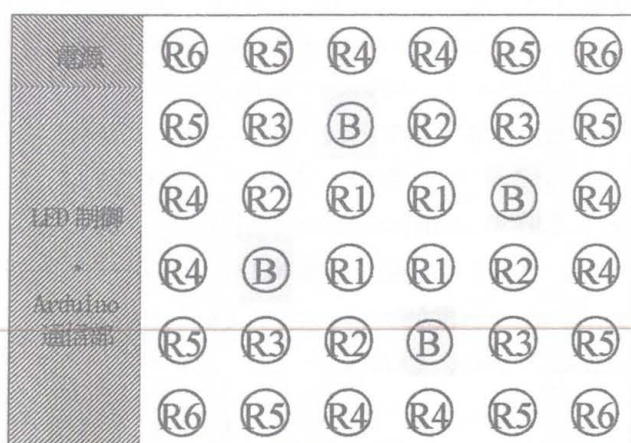 電源 R6 R5 R4 R4 R5 R6
R5 R3 B R2 R3 R5
R4 R2 R1 R1 B R4
LED 制御
R4 B R1 R1 R2 R4
・
Arduino
通信部
R5 R3 R2 B R3 R5
R6 R5 R4 R4 R5 R6